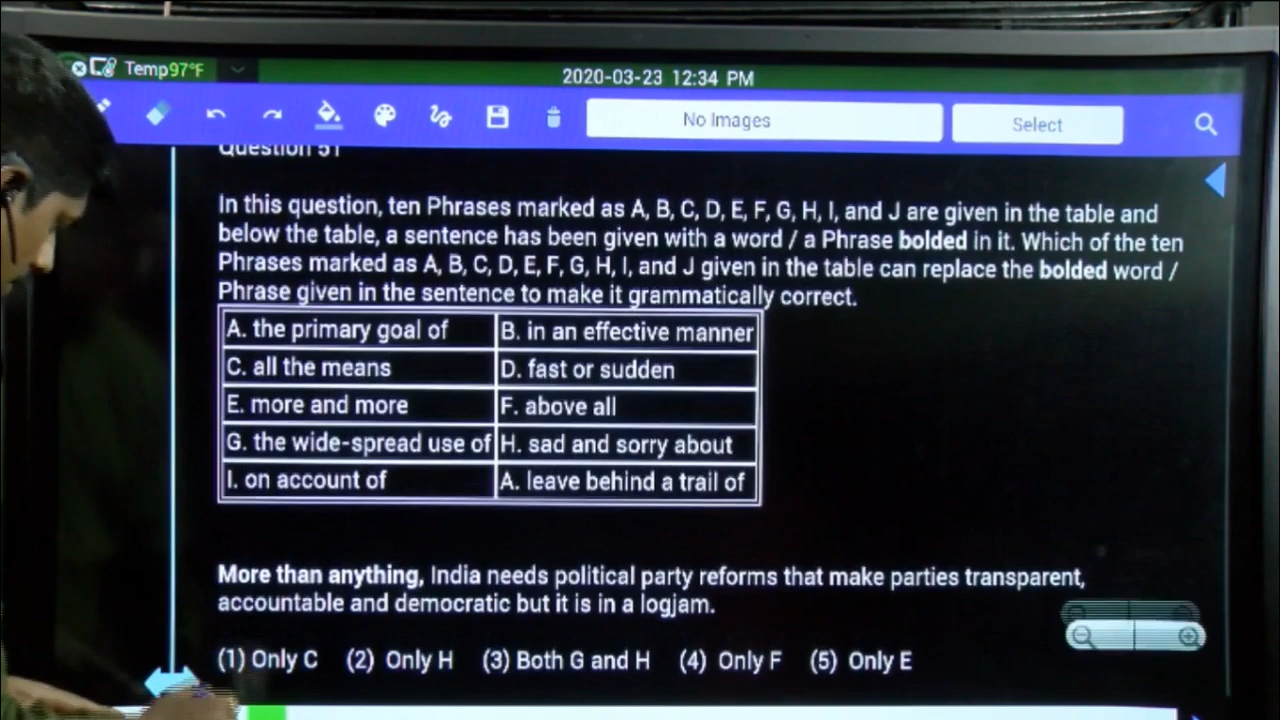 Temp97°F
2020-03-23 12:34 PM
No Images
Select
Question 51
In this question, ten Phrases marked as A, B, C, D, E, F, G, H, I, and J are given in the table and
below the table, a sentence has been given with a word / a Phrase bolded in it. Which of the ten
Phrases marked as A, B, C, D, E, F, G, H, I, and J given in the table can replace the bolded word /
Phrase given in the sentence to make it grammatically correct.
A. the primary goal of B. in an effective manner
C. all the means D. fast or sudden
E. more and more F. above all
G. the wide-spread use of H. sad and sorry about
I. on account of A. leave behind a trail of
More than anything, India needs political party reforms that make parties transparent,
accountable and democratic but it is in a logjam.
(1) Only C (2) Only H (3) Both G and H (4) Only F (5) Only E